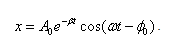 x = A₀e^{-βt} cos(ωt - ϕ₀).